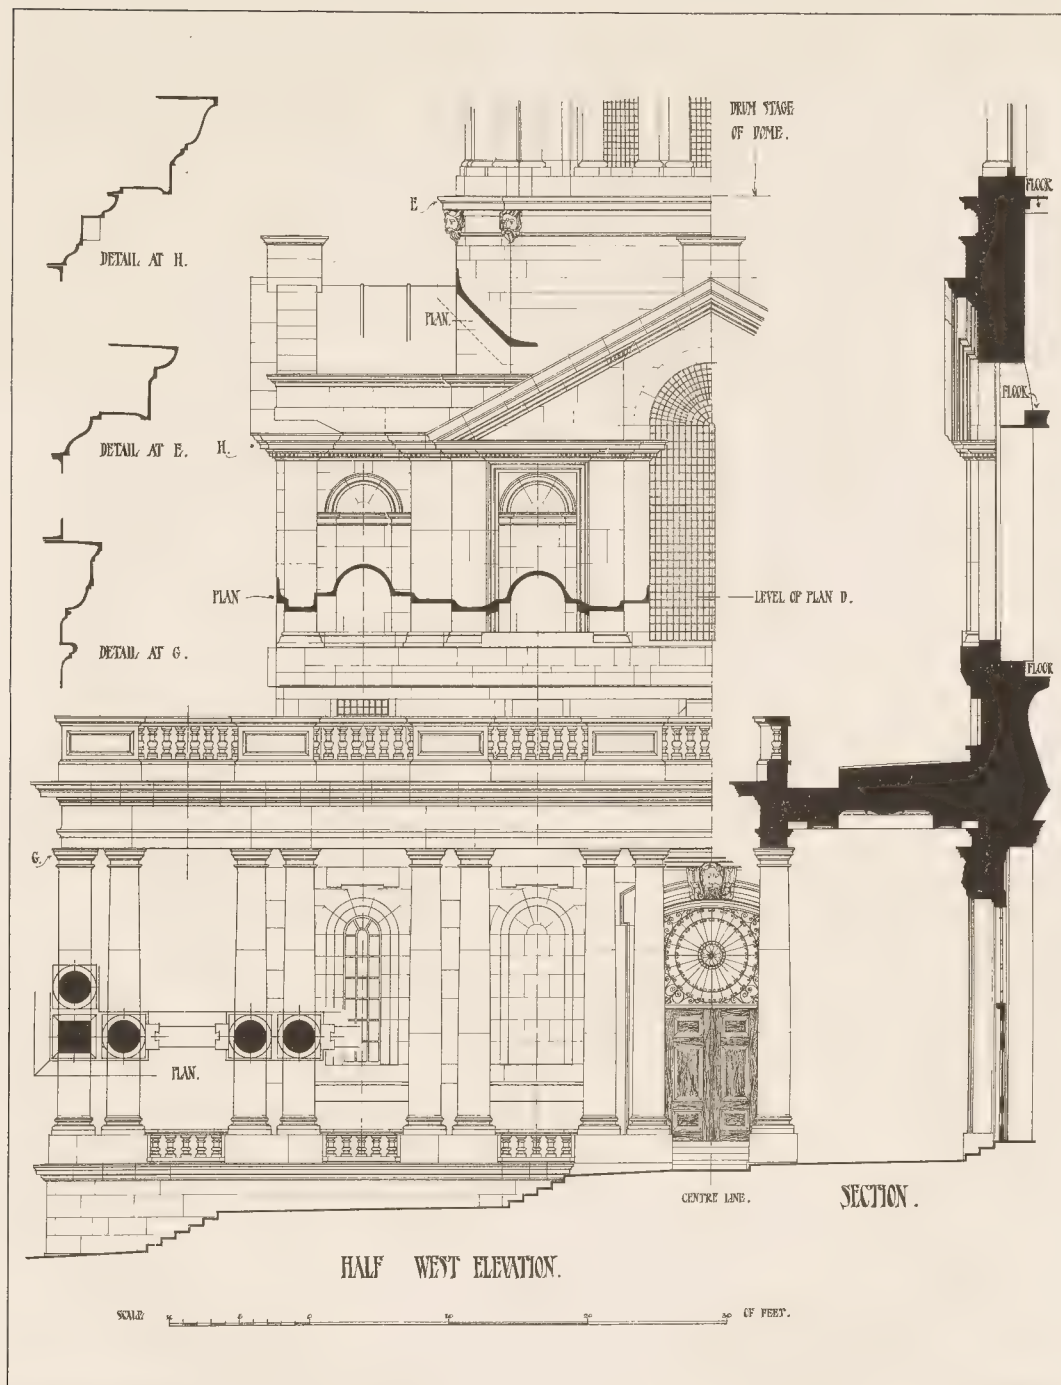 DRUM STAGE
OF DOME.
E
FLOOR
DETAIL AT H.
PLAN.
FLOOR
DETAIL AT E.
H.
PLAN
LEVEL OF PLAN D.
DETAIL AT G.
FLOOR
G.
PLAN.
CENTRE LINE.
SECTION.
HALF WEST ELEVATION.
SCALE
OF FEET.